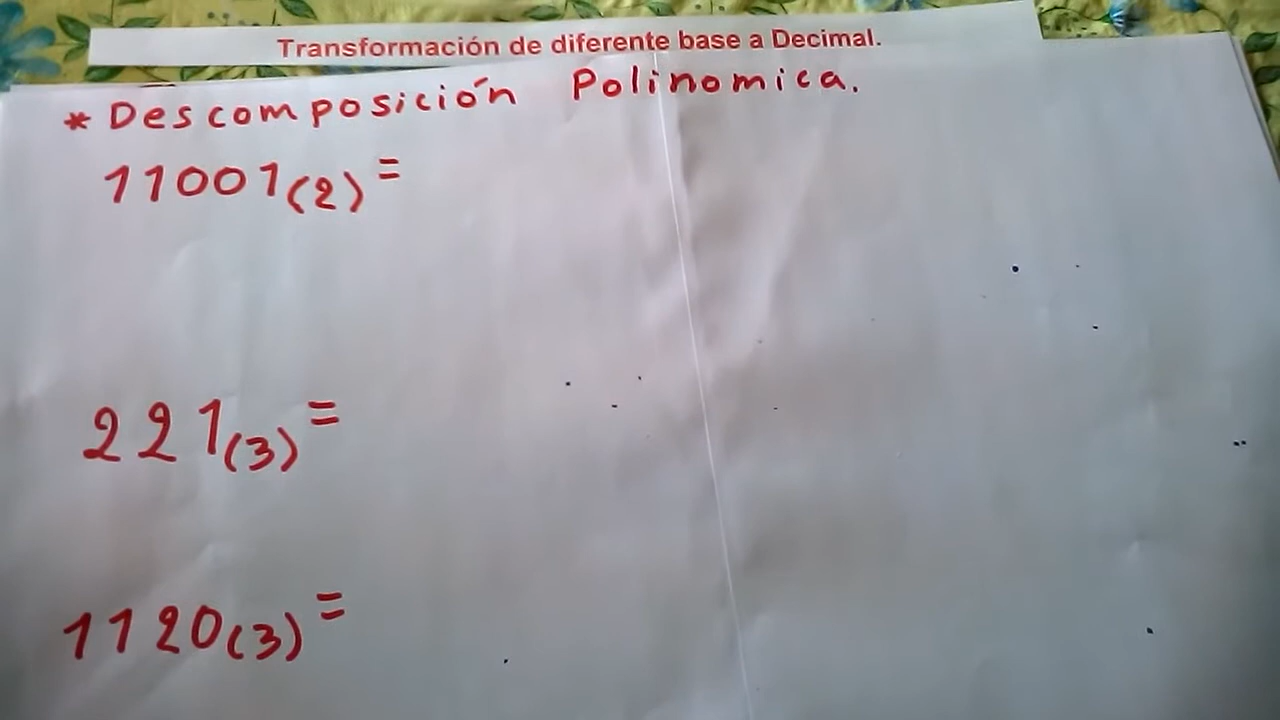 Transformación de diferente base a Decimal.
* Descomposición Polinomica.
11001(2) =
221(3) =
1120(3) =